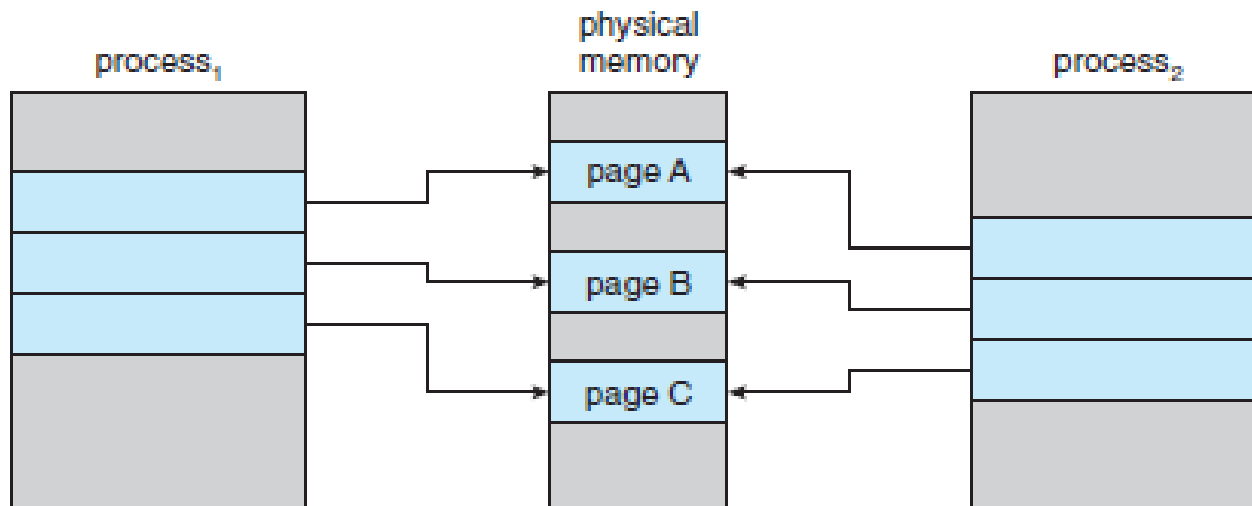 process₁
physical
memory
process₂
page A
page B
page C